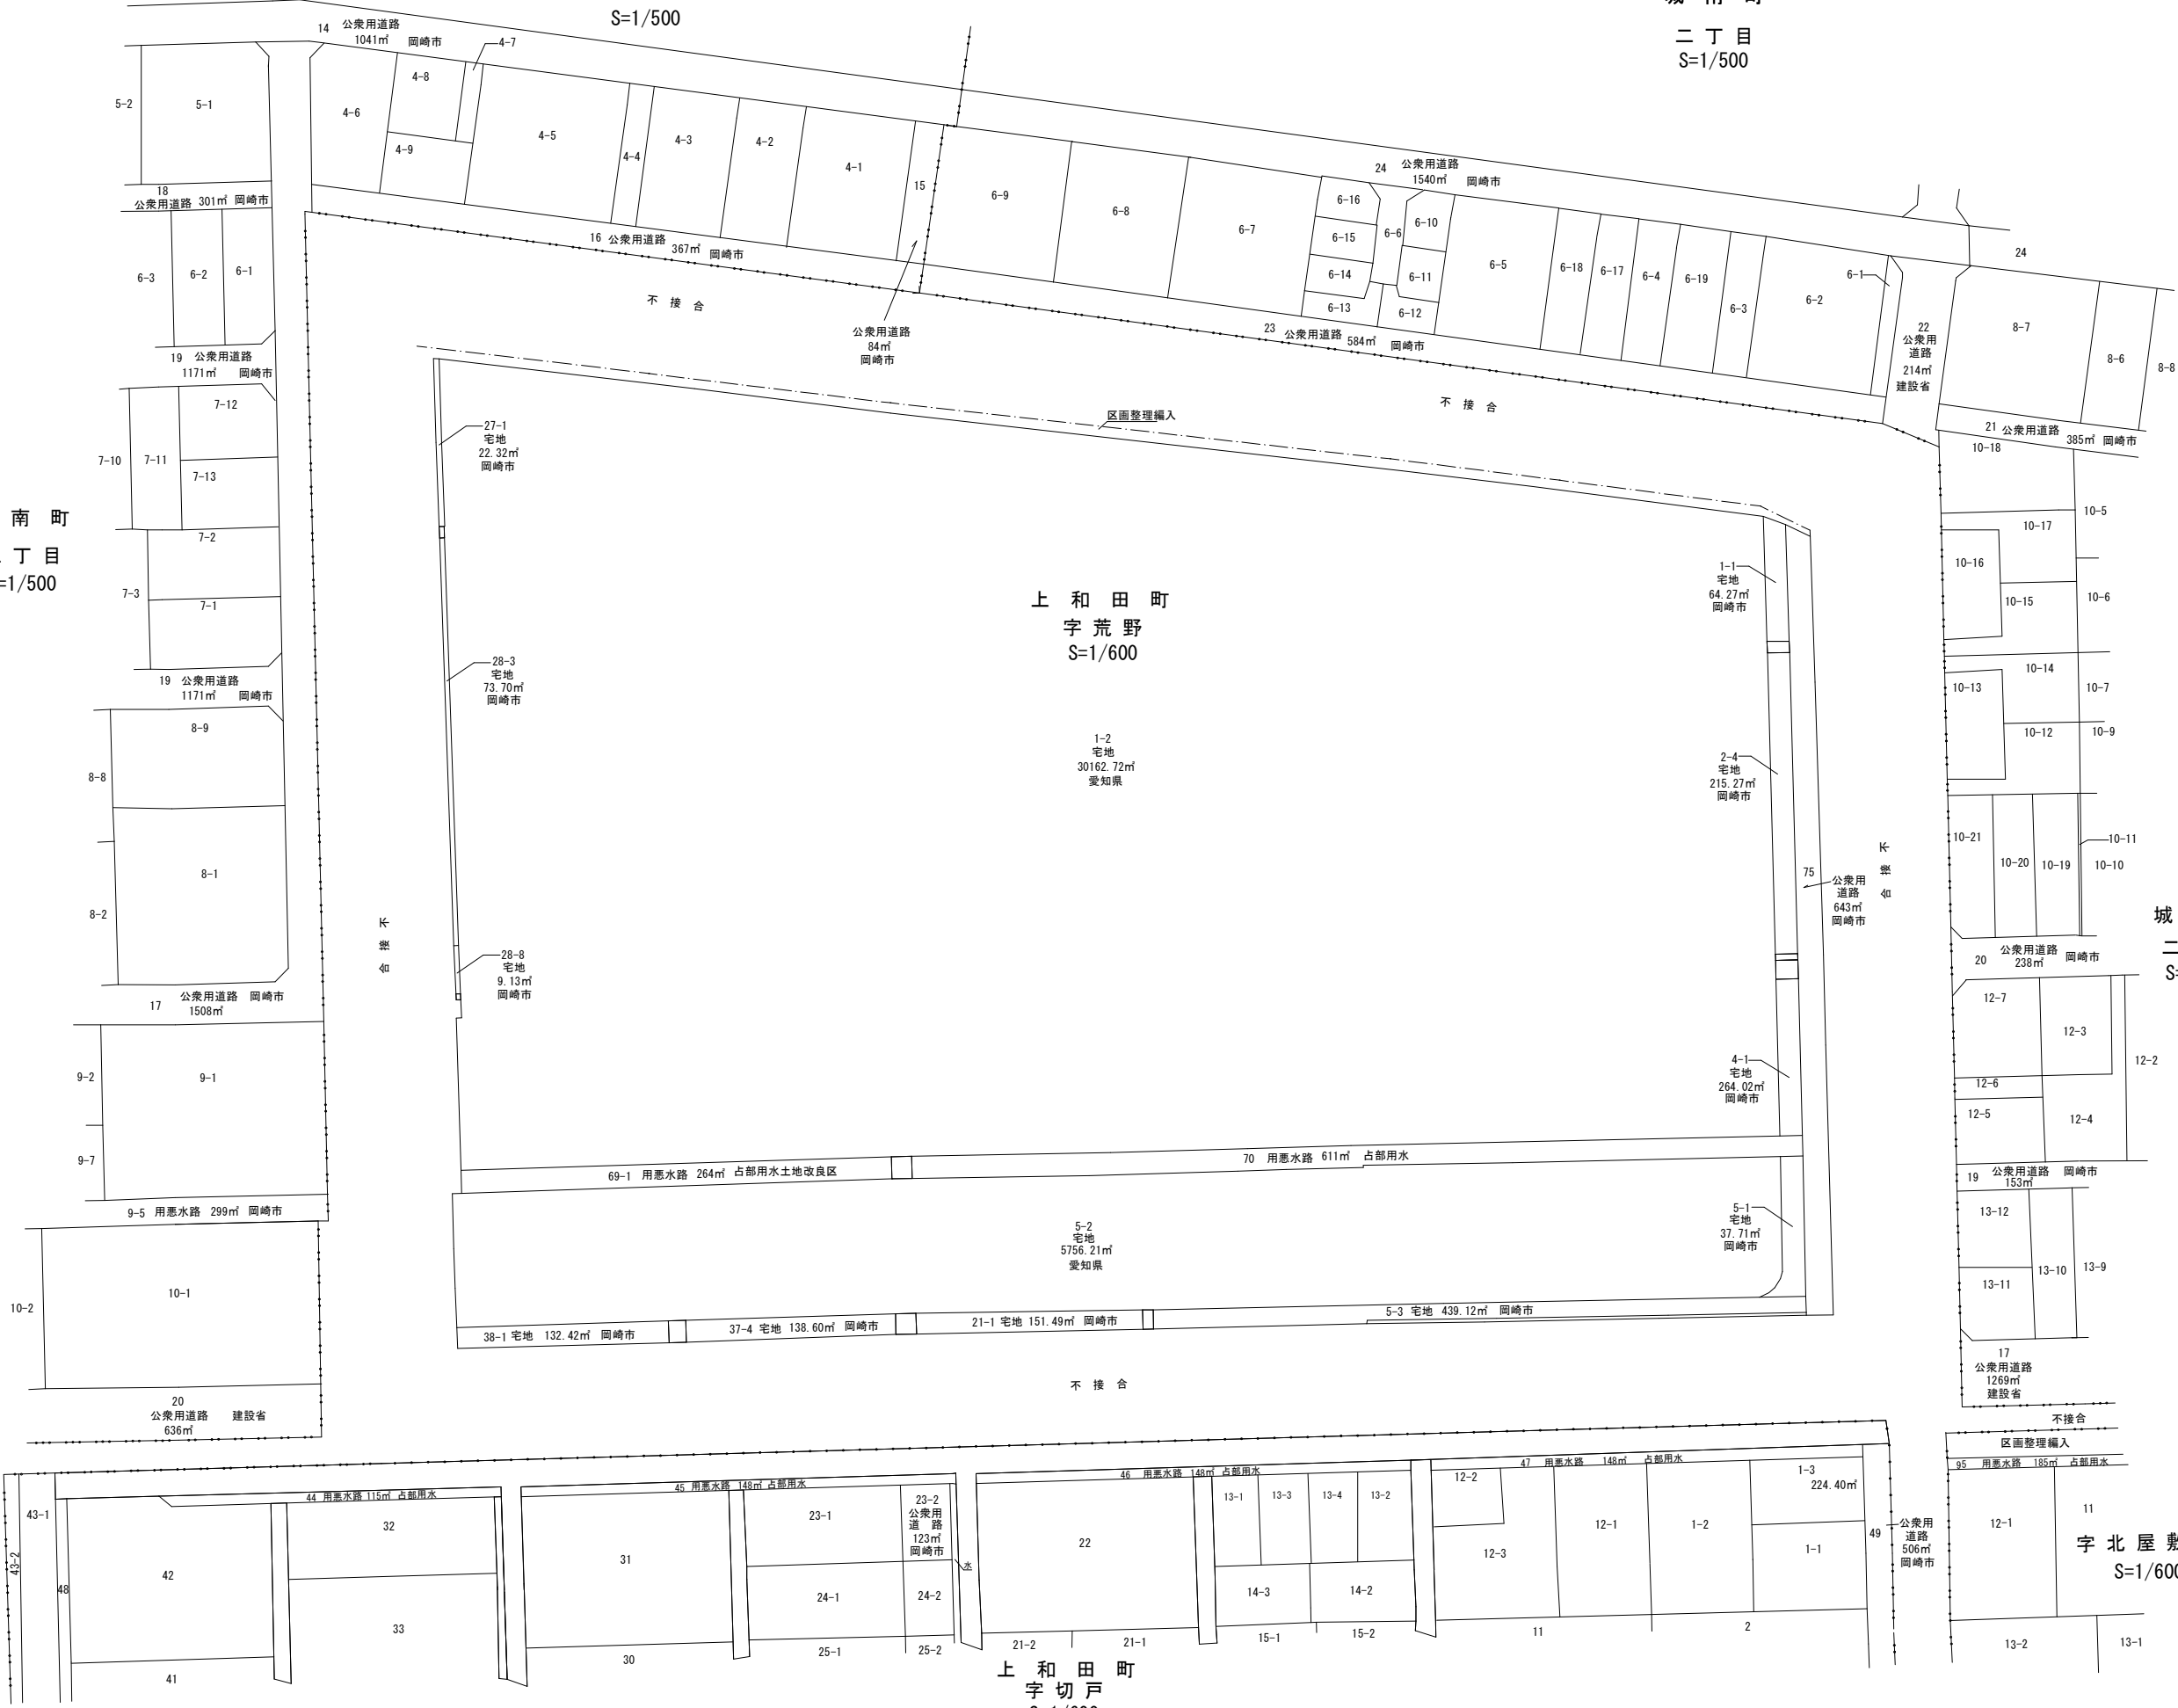 S=1/500
二 丁 目
S=1/500
14 公衆用道路
1041㎡ 岡崎市
4-7
4-8
4-6
4-9
4-5
4-4
4-3
4-2
4-1
15
5-2
5-1
18
公衆用道路 301㎡ 岡崎市
6-3
6-2
6-1
19 公衆用道路
1171㎡ 岡崎市
16 公衆用道路
367㎡ 岡崎市
不 接 合
公衆用道路
84㎡
岡崎市
6-9
6-8
6-7
24 公衆用道路
1540㎡ 岡崎市
6-16
6-15
6-14
6-13
6-6
6-10
6-11
6-12
6-5
6-18
6-17
6-4
6-19
6-3
6-2
6-1
23 公衆用道路 584㎡ 岡崎市
不 接 合
22
公衆用
道路
214㎡
建設省
24
8-7
8-6
8-8
21 公衆用道路
385㎡ 岡崎市
区画整理編入
7-12
7-10
7-11
7-13
7-2
7-3
7-1
南 町
丁 目
=1/500
19 公衆用道路
1171㎡ 岡崎市
8-9
8-8
8-1
8-2
17 公衆用道路 岡崎市
1508㎡
9-2
9-1
9-7
9-5 用悪水路 299㎡ 岡崎市
10-2
10-1
20
公衆用道路 建設省
636㎡
不接合
27-1
宅地
22.32㎡
岡崎市
28-3
宅地
73.70㎡
岡崎市
28-8
宅地
9.13㎡
岡崎市
上 和 田 町
字 荒 野
S=1/600
1-2
宅地
30162.72㎡
愛知県
1-1
宅地
64.27㎡
岡崎市
2-4
宅地
215.27㎡
岡崎市
4-1
宅地
264.02㎡
岡崎市
75
公衆用
道路
643㎡
岡崎市
不接合
69-1 用悪水路 264㎡ 占部用水土地改良区
70 用悪水路 611㎡ 占部用水
5-2
宅地
5756.21㎡
愛知県
5-1
宅地
37.71㎡
岡崎市
38-1 宅地 132.42㎡ 岡崎市
37-4 宅地 138.60㎡ 岡崎市
21-1 宅地 151.49㎡ 岡崎市
5-3 宅地 439.12㎡ 岡崎市
不 接 合
10-18
10-5
10-17
10-16
10-15
10-6
10-14
10-13
10-7
10-12
10-9
10-21
10-20
10-19
10-11
10-10
城
20 公衆用道路
238㎡ 岡崎市
12-7
12-3
12-2
12-6
12-5
12-4
19 公衆用道路 岡崎市
153㎡
13-12
13-11
13-10
13-9
17
公衆用道路
1269㎡
建設省
不接合
区画整理編入
95 用悪水路 185㎡ 占部用水
12-1
11
字 北 屋 敷
S=1/600
13-2
13-1
43-1
43-2
48
42
41
44 用悪水路 115㎡ 占部用水
32
33
45 用悪水路 148㎡ 占部用水
31
30
23-1
23-2
公衆用
道 路
123㎡
岡崎市
24-1
24-2
25-1
25-2
水
46 用悪水路 148㎡ 占部用水
22
21-2
21-1
13-1
13-3
13-4
13-2
14-3
14-2
15-1
15-2
47 用悪水路 148㎡ 占部用水
12-2
12-3
12-1
1-2
1-3
224.40㎡
1-1
11
2
49
公衆用
道路
506㎡
岡崎市
上 和 田 町
字 切 戸